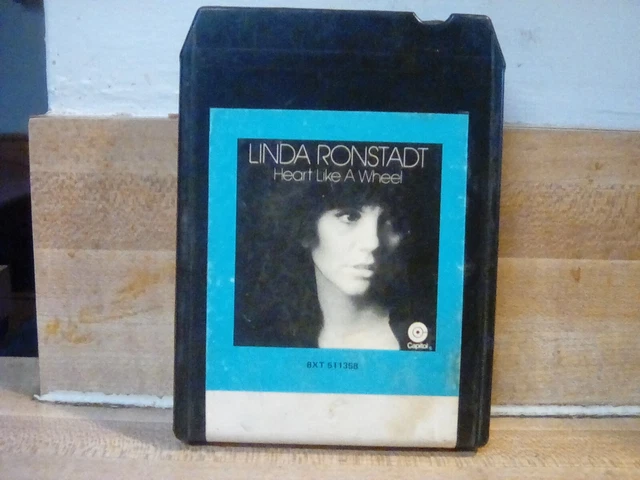 LINDA RONSTADT
Heart Like A Wheel
Capitol
8XT 511358